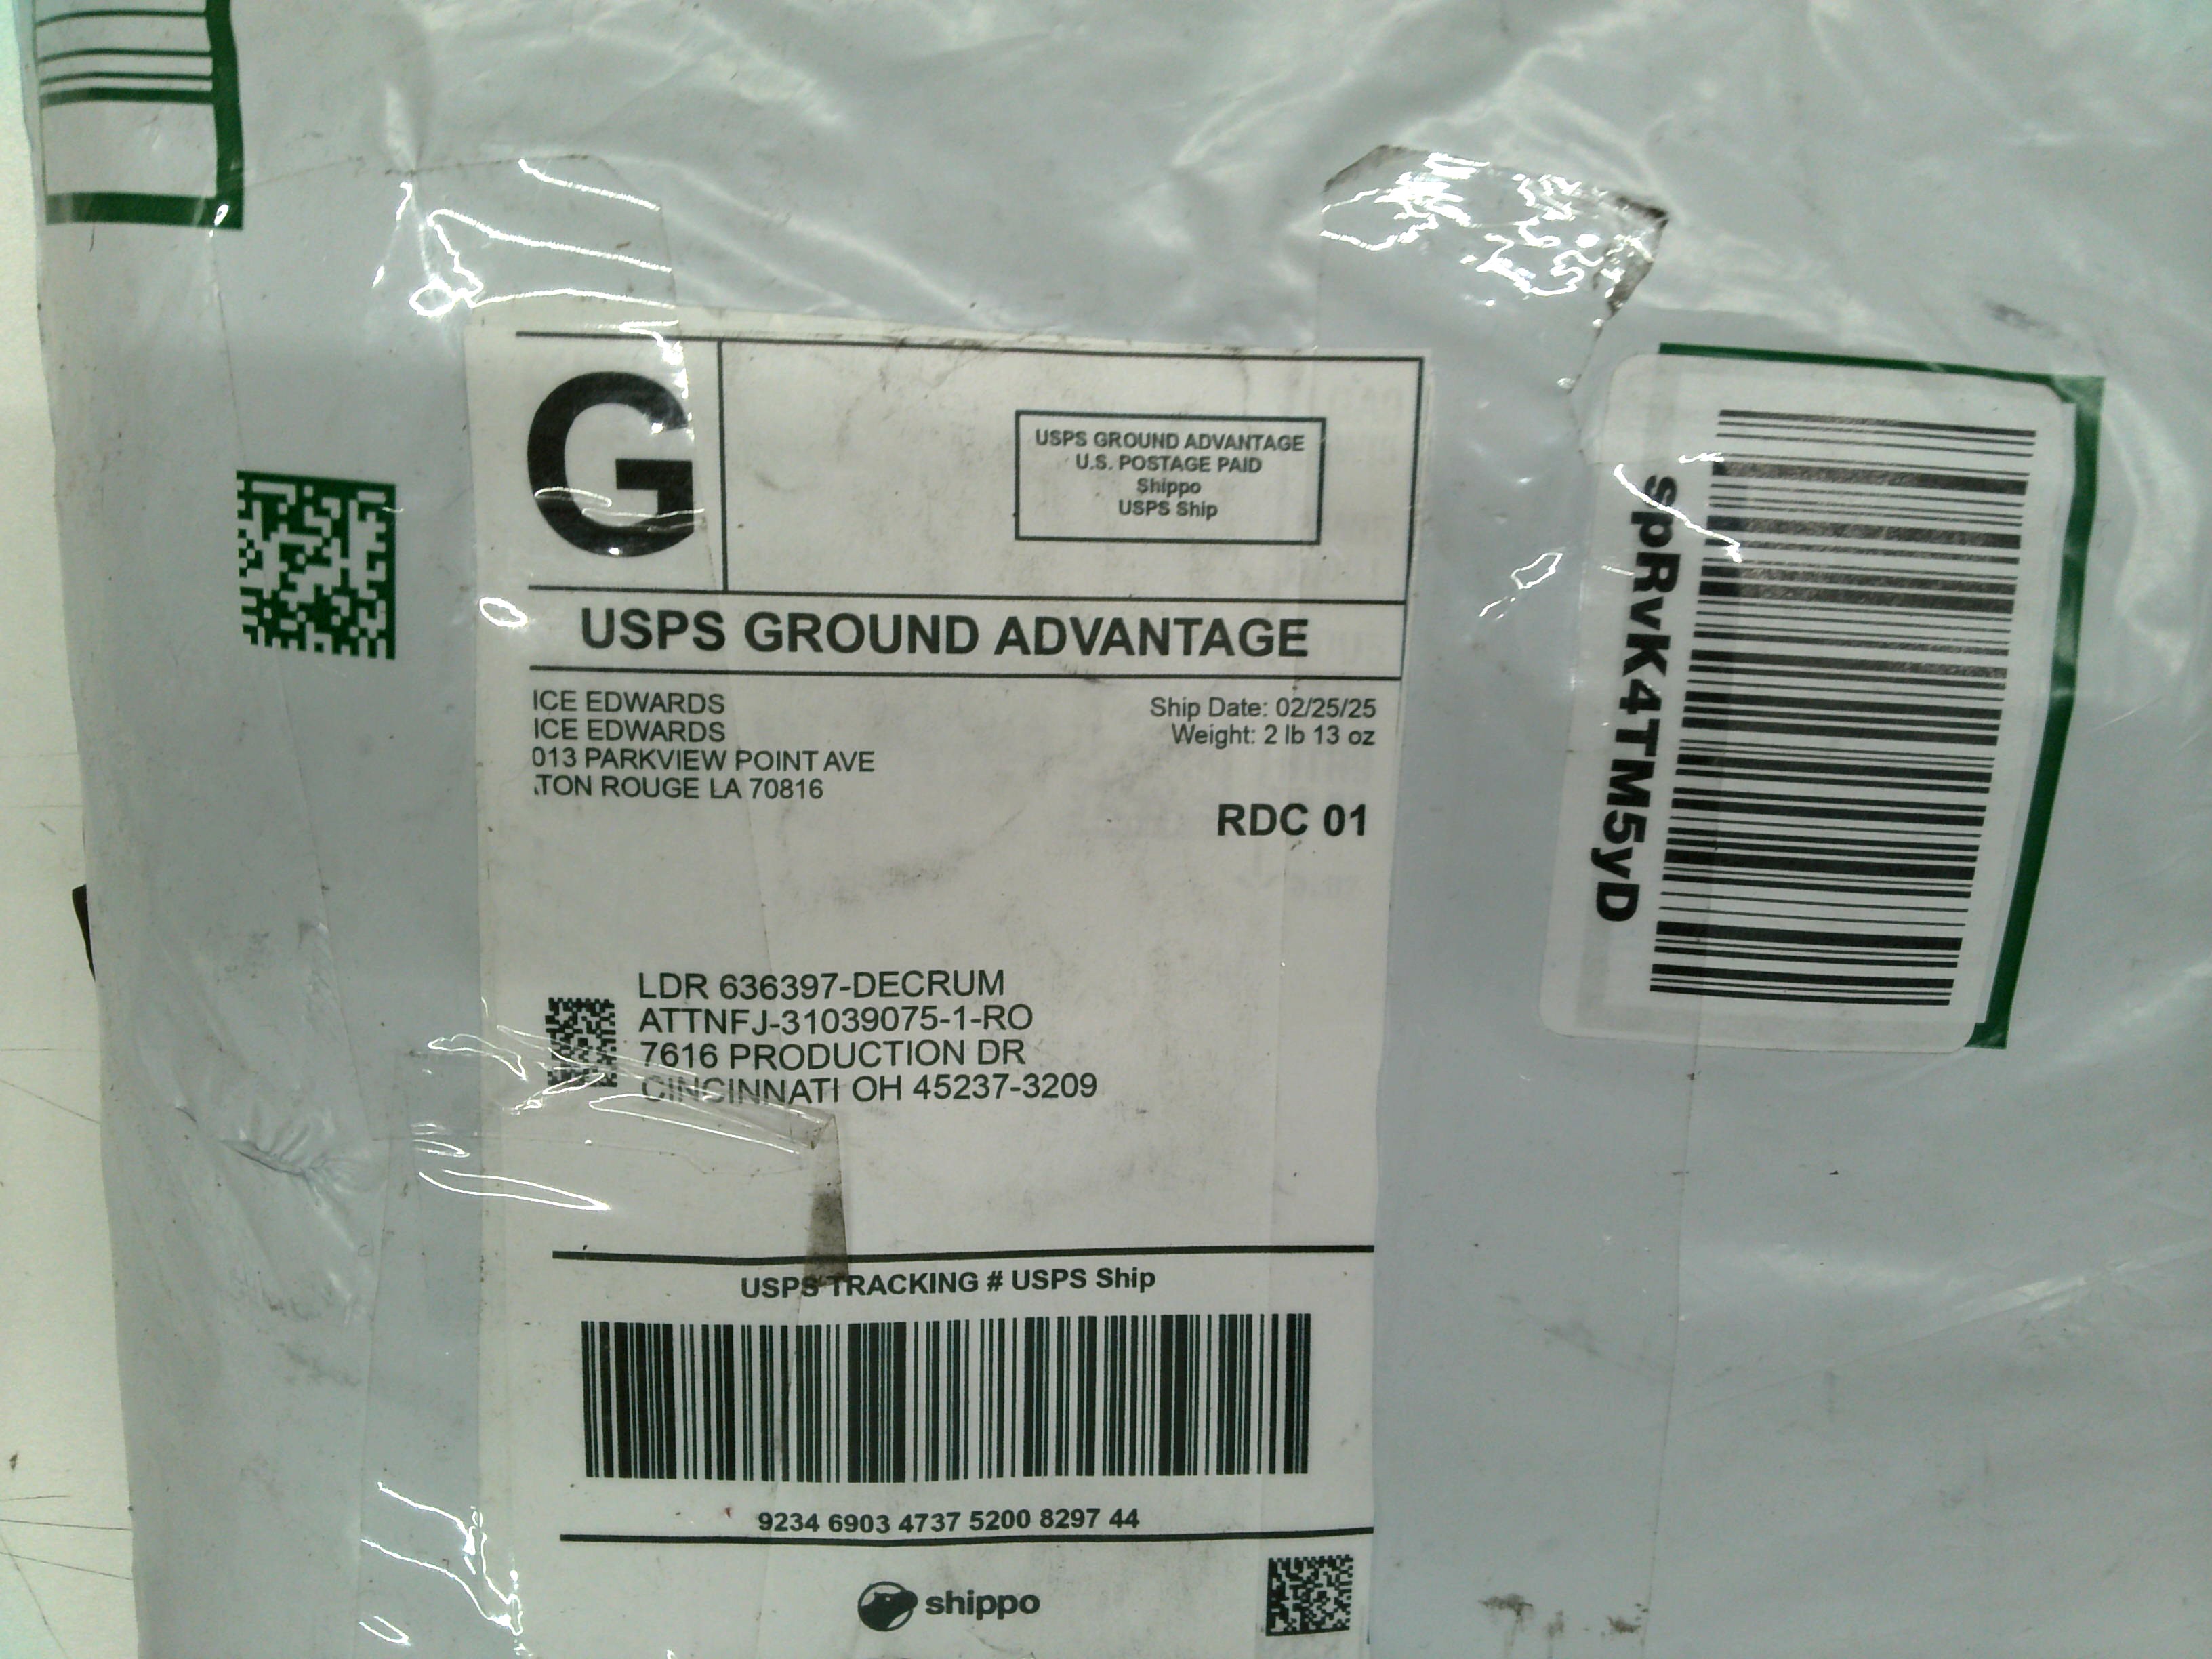 G
USPS GROUND ADVANTAGE
U.S. POSTAGE PAID
Shippo
USPS Ship
USPS GROUND ADVANTAGE
ICE EDWARDS
ICE EDWARDS
013 PARKVIEW POINT AVE
TON ROUGE LA 70816
Ship Date: 02/25/25
Weight: 2 lb 13 oz
RDC 01
LDR 636397-DECRUM
ATTNFJ-31039075-1-RO
7616 PRODUCTION DR
CINCINNATI OH 45237-3209
USPS TRACKING # USPS Ship
9234 6903 4737 5200 8297 44
shippo
spRvK4TM5yD